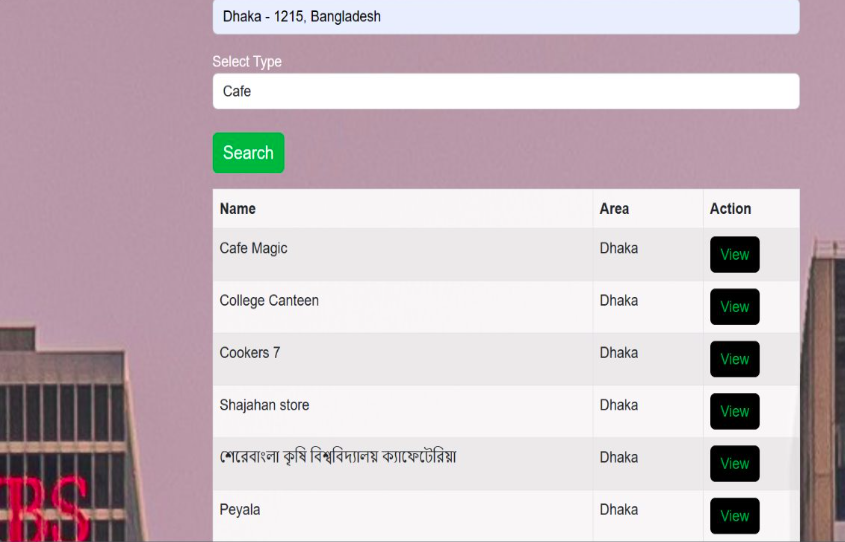 Dhaka - 1215, Bangladesh
Select Type
Cafe
Search
Name Area Action
Cafe Magic Dhaka View
College Canteen Dhaka View
Cookers 7 Dhaka View
Shajahan store Dhaka View
শেরেবাংলা কৃষি বিশ্ববিদ্যালয় ক্যাফেটেরিয়া Dhaka View
Peyala Dhaka View
BS